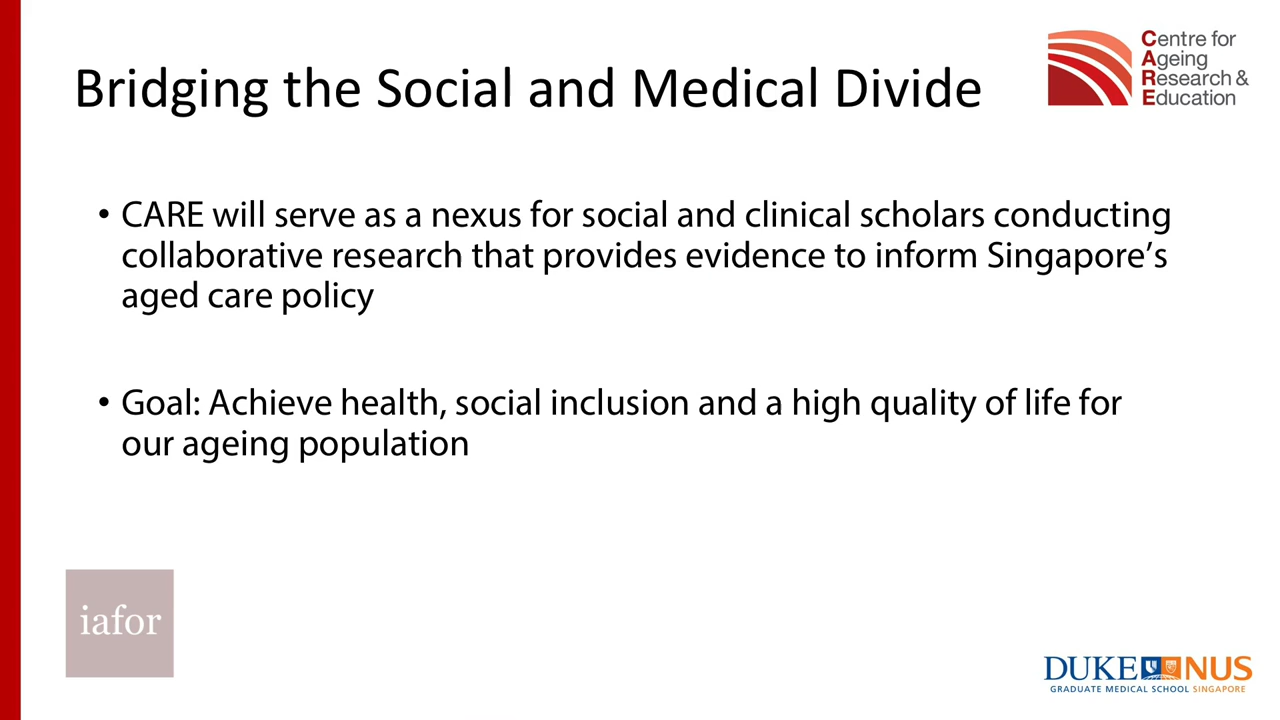 Bridging the Social and Medical Divide
Centre for
Ageing
Research &
Education
• CARE will serve as a nexus for social and clinical scholars conducting
collaborative research that provides evidence to inform Singapore’s
aged care policy
• Goal: Achieve health, social inclusion and a high quality of life for
our ageing population
iafor
DUKE NUS
GRADUATE MEDICAL SCHOOL SINGAPORE